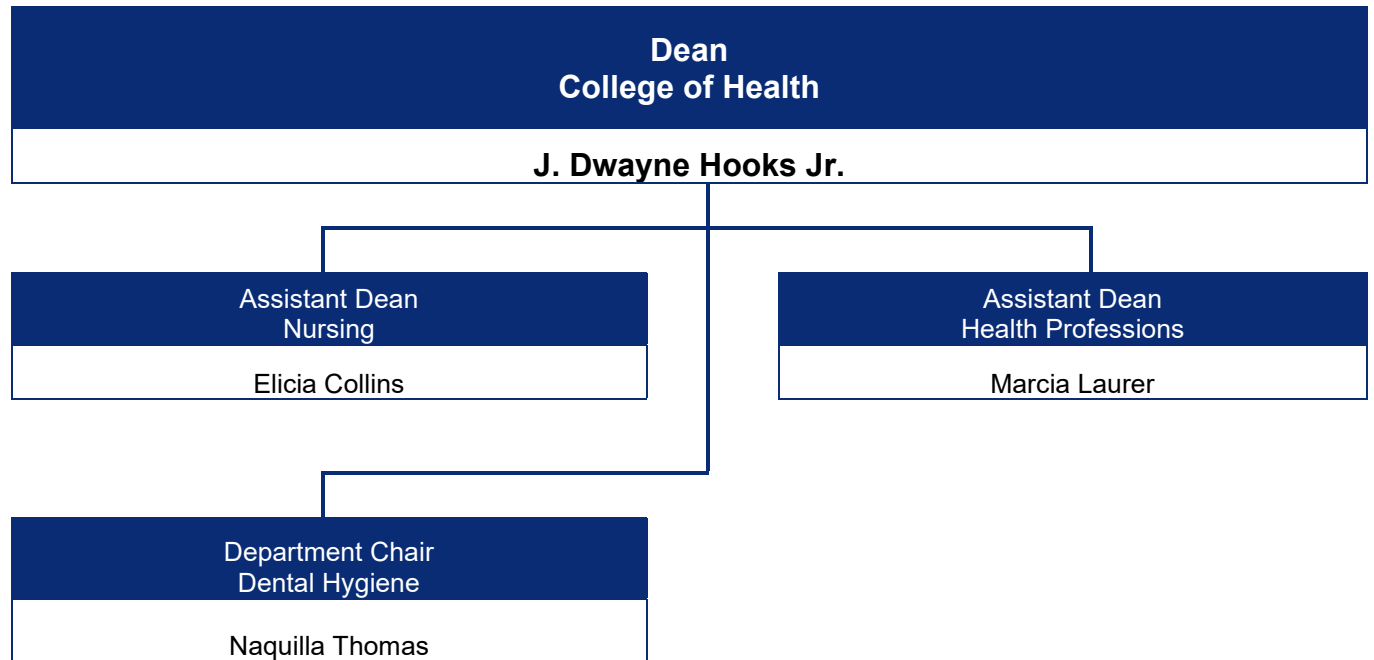 Dean
College of Health
J. Dwayne Hooks Jr.
Assistant Dean
Nursing
Elicia Collins
Assistant Dean
Health Professions
Marcia Laurer
Department Chair
Dental Hygiene
Naquilla Thomas